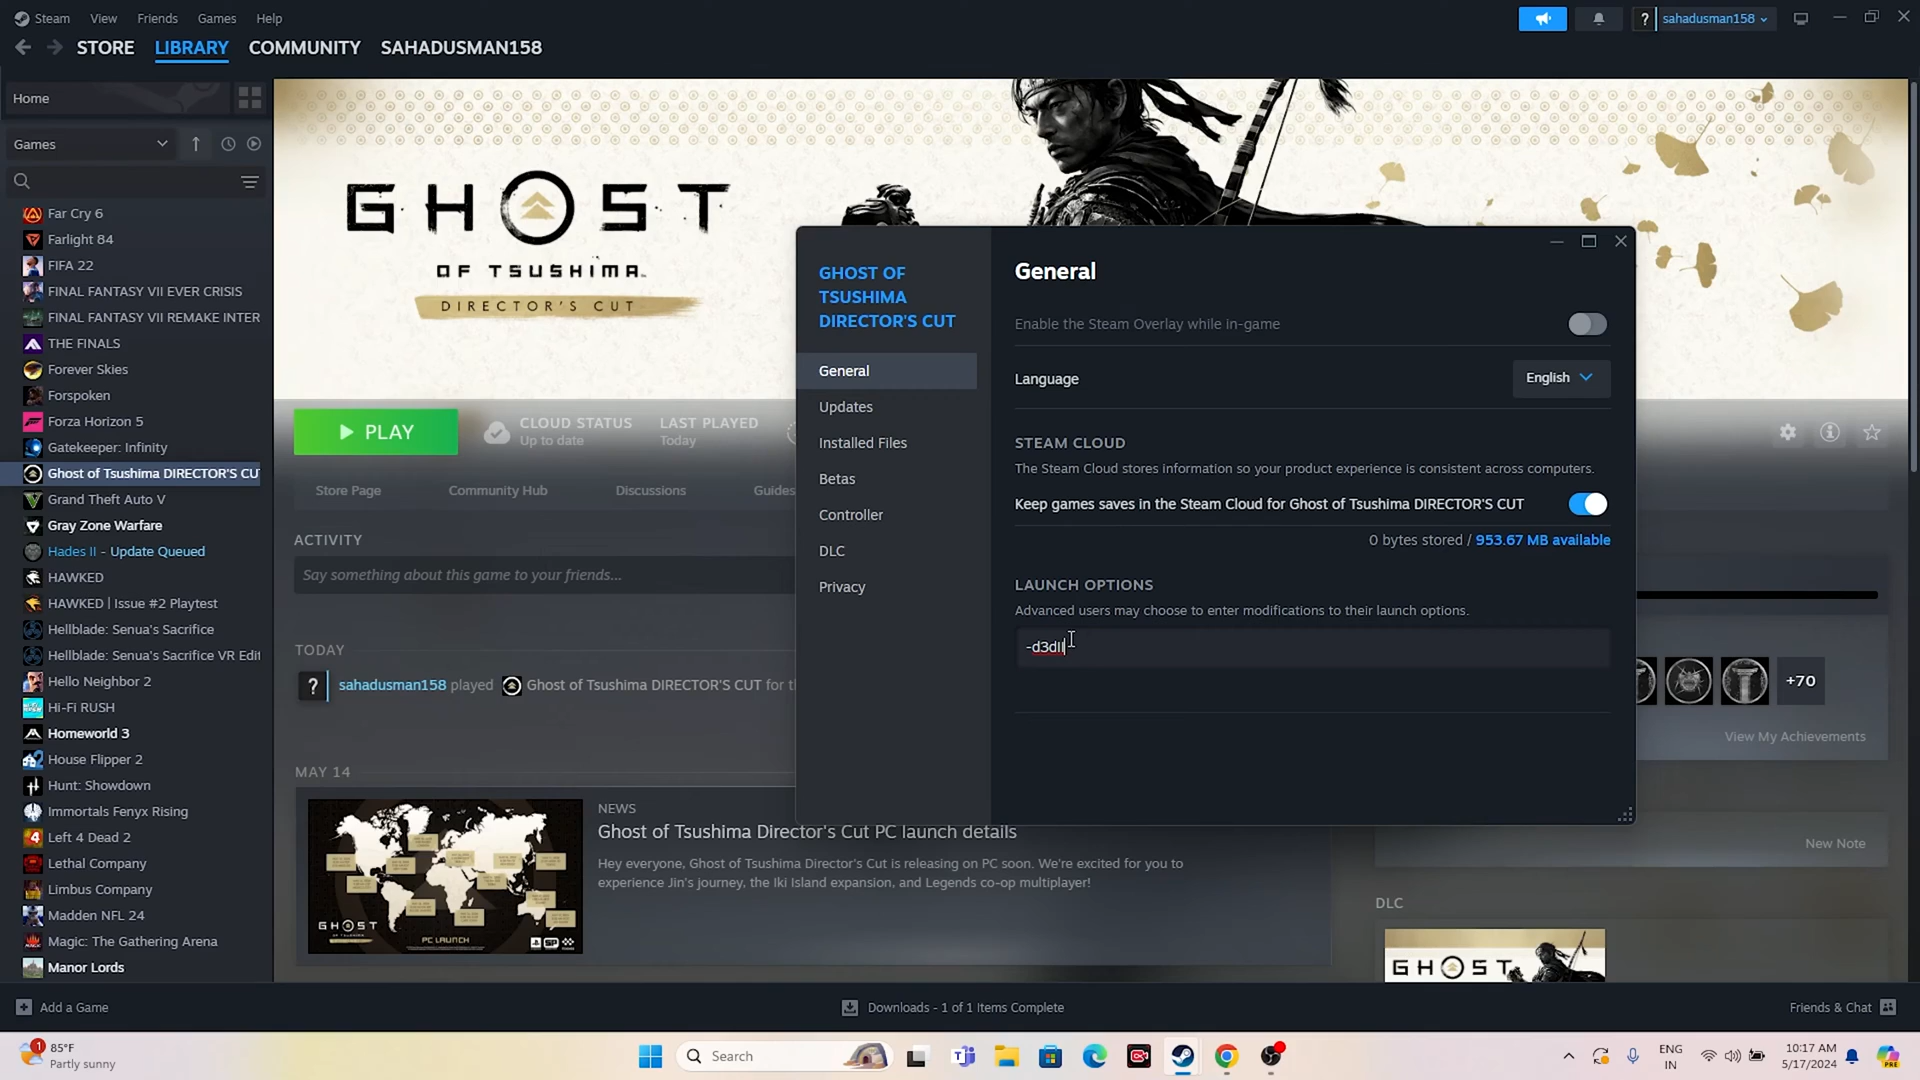 Steam View Friends Games Help
? sahadusman158
STORE LIBRARY COMMUNITY SAHADUSMAN158
Home
Games
Far Cry 6
Farlight 84
FIFA 22
FINAL FANTASY VII EVER CRISIS
FINAL FANTASY VII REMAKE INTER
THE FINALS
Forever Skies
Forspoken
Forza Horizon 5
Gatekeeper: Infinity
Ghost of Tsushima DIRECTOR'S CU
Grand Theft Auto V
Gray Zone Warfare
Hades II - Update Queued
HAWKED
HAWKED | Issue #2 Playtest
Hellblade: Senua's Sacrifice
Hellblade: Senua's Sacrifice VR Edit
Hello Neighbor 2
Hi-Fi RUSH
Homeworld 3
House Flipper 2
Hunt: Showdown
Immortals Fenyx Rising
Left 4 Dead 2
Lethal Company
Limbus Company
Madden NFL 24
Magic: The Gathering Arena
Manor Lords
GHOST
OF TSUSHIMA
DIRECTOR'S CUT
PLAY
CLOUD STATUS
Up to date
LAST PLAYED
Today
Store Page Community Hub Discussions Guides
ACTIVITY
Say something about this game to your friends...
TODAY
? sahadusman158 played Ghost of Tsushima DIRECTOR'S CUT for th
MAY 14
GHOST
PC LAUNCH
NEWS
Ghost of Tsushima Director's Cut PC launch details
Hey everyone, Ghost of Tsushima Director's Cut is releasing on PC soon. We're excited for you to
experience Jin's journey, the Iki Island expansion, and Legends co-op multiplayer!
GHOST OF
TSUSHIMA
DIRECTOR'S CUT
General
Updates
Installed Files
Betas
Controller
DLC
Privacy
General
Enable the Steam Overlay while in-game
Language English
STEAM CLOUD
The Steam Cloud stores information so your product experience is consistent across computers.
Keep games saves in the Steam Cloud for Ghost of Tsushima DIRECTOR'S CUT
0 bytes stored / 953.67 MB available
LAUNCH OPTIONS
Advanced users may choose to enter modifications to their launch options.
-d3dll
+70
View My Achievements
New Note
DLC
GHOST
Add a Game
Downloads - 1 of 1 Items Complete
Friends & Chat
1
85°F
Partly sunny
Search
ENG
IN
10:17 AM
5/17/2024
PRE